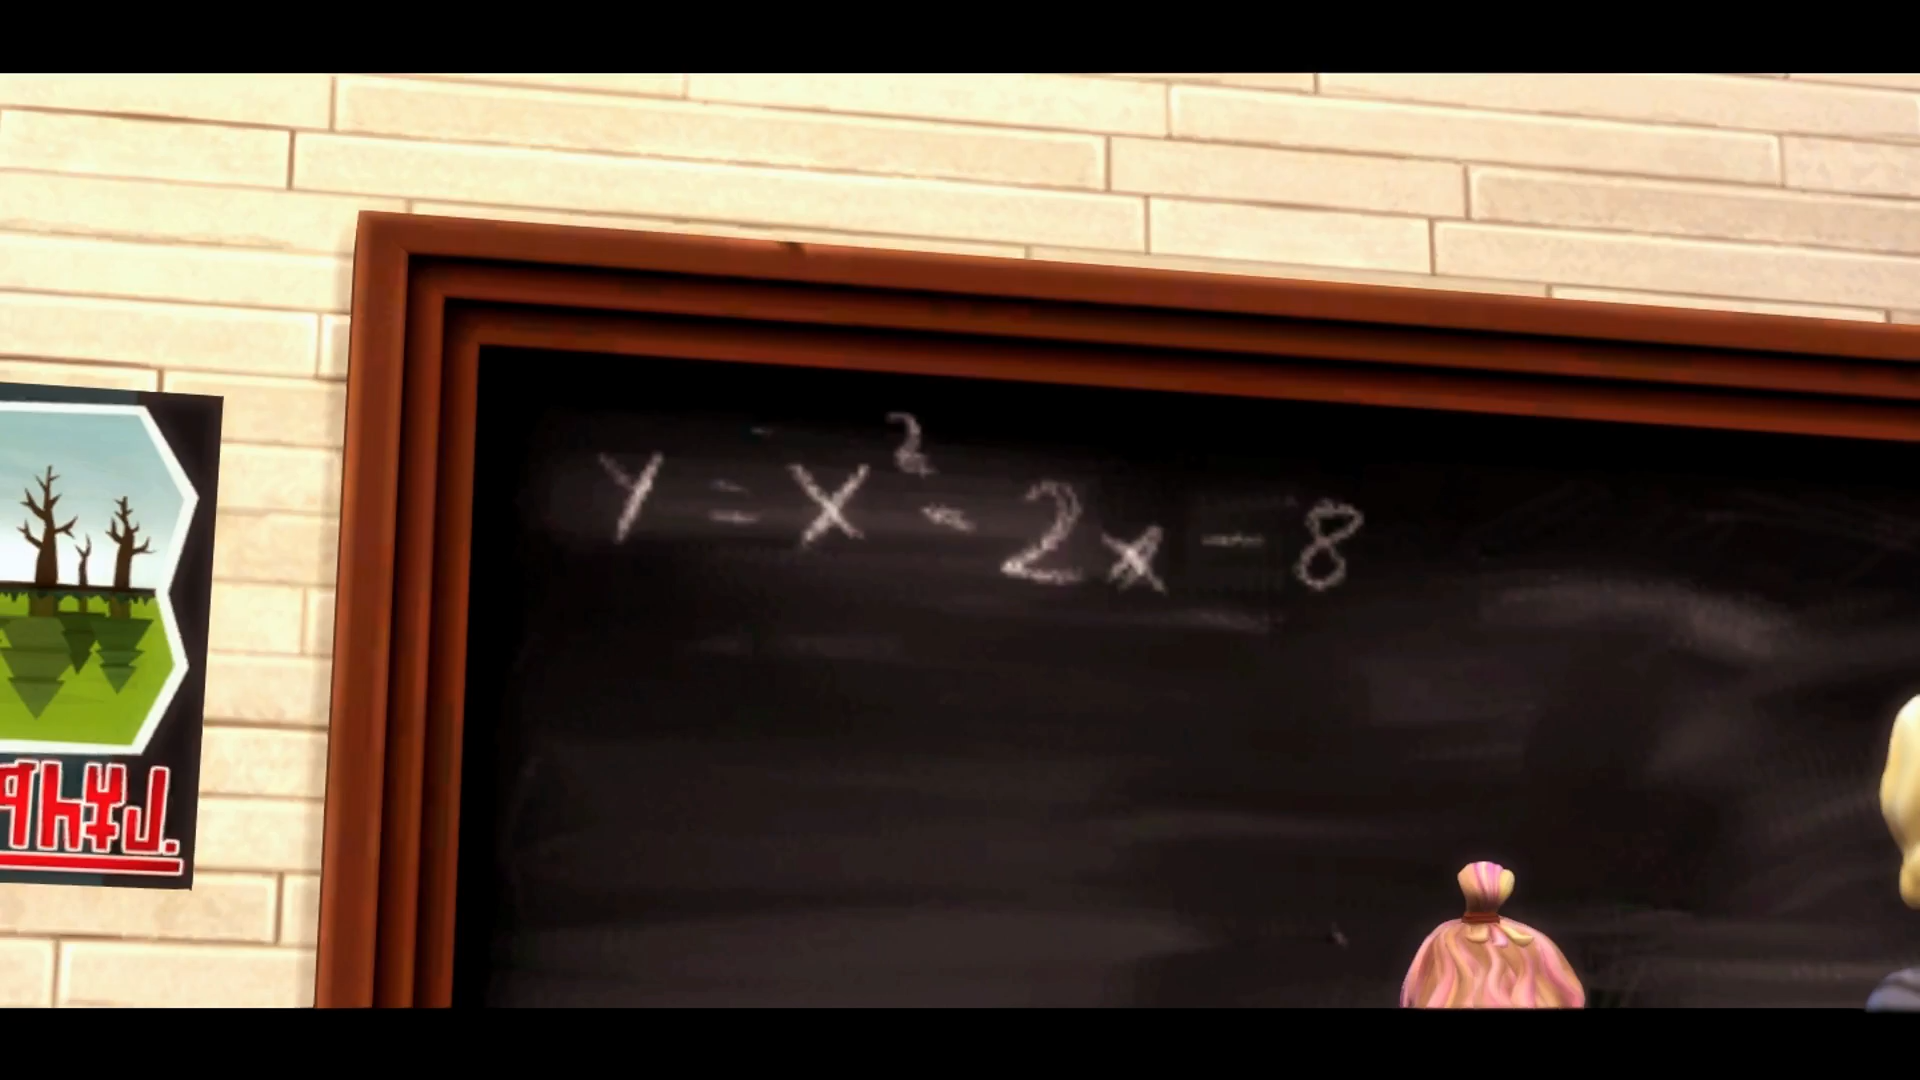 y = x² - 2x - 8